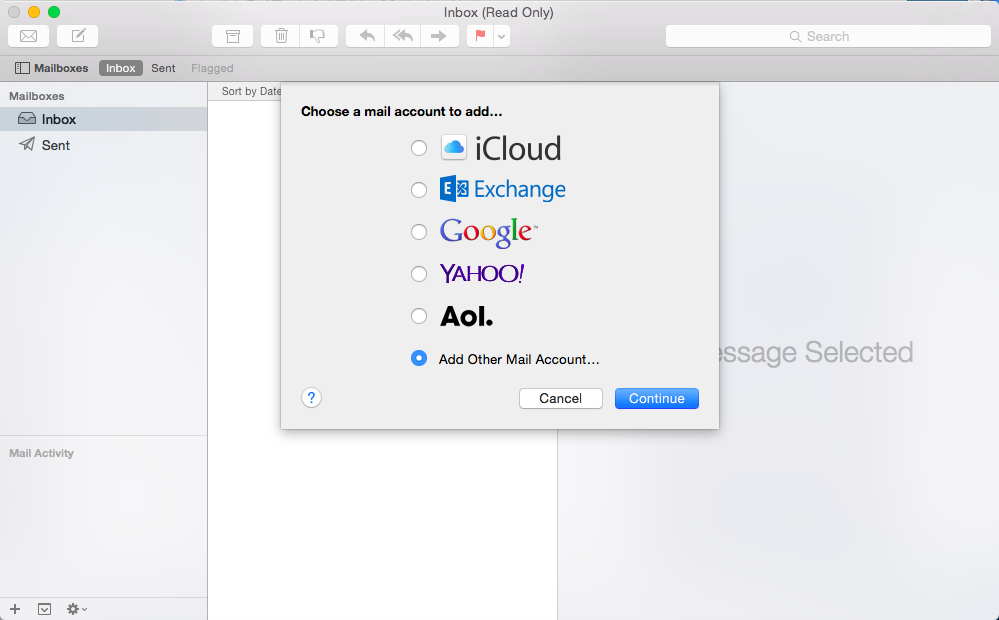 Inbox (Read Only)
Search
Mailboxes Inbox Sent Flagged
Mailboxes
Inbox
Sent
Sort by Date
Choose a mail account to add...
iCloud
E Exchange
Google™
YAHOO!
Aol.
Add Other Mail Account...
? Cancel Continue
essage Selected
Mail Activity